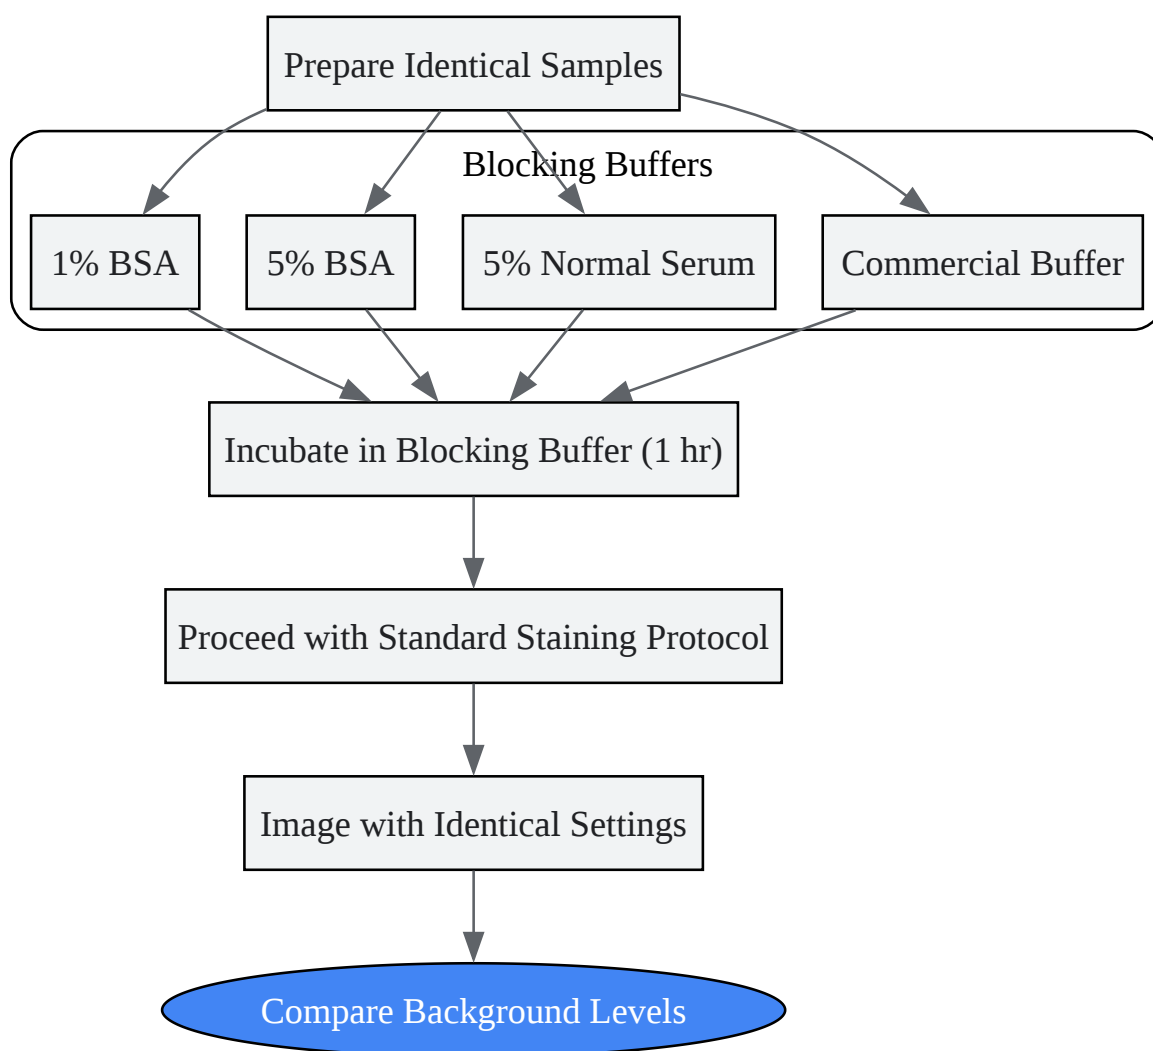 Prepare Identical Samples
Blocking Buffers
1% BSA
5% BSA
5% Normal Serum
Commercial Buffer
Incubate in Blocking Buffer (1 hr)
Proceed with Standard Staining Protocol
Image with Identical Settings
Compare Background Levels